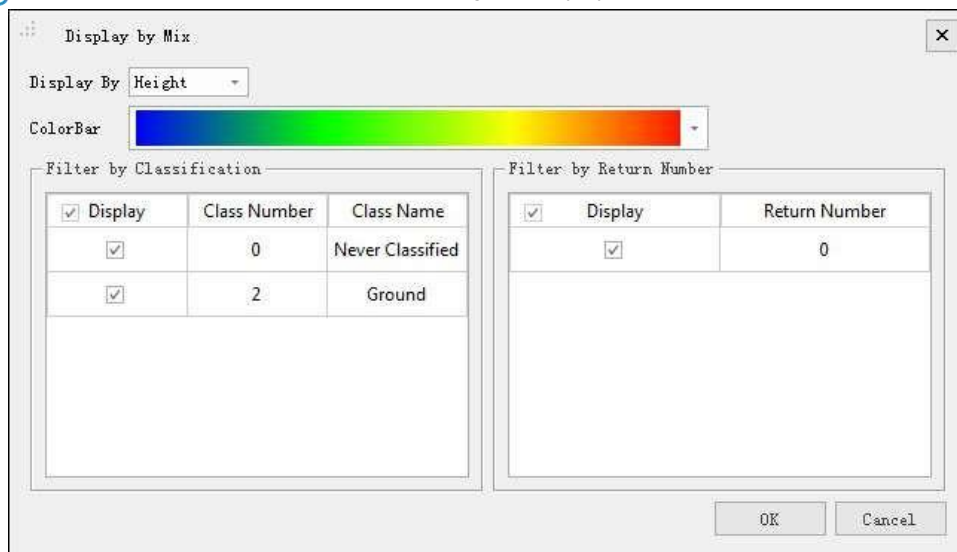 Display by Mix
Display By Height
ColorBar
Filter by Classification
Display Class Number Class Name
0 Never Classified
2 Ground
Filter by Return Number
Display Return Number
0
OK Cancel